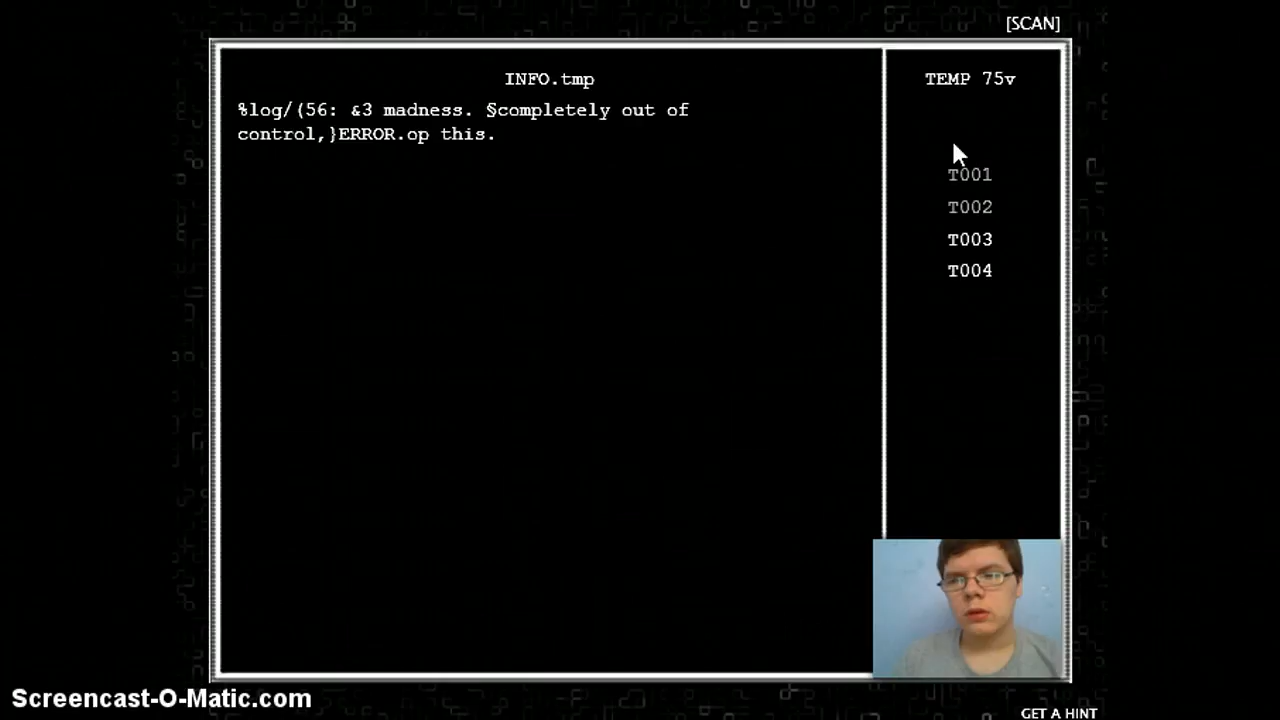 [SCAN]
INFO.tmp
%log/(56: &3 madness. §completely out of
control,}ERROR.op this.
TEMP 75v
T001
T002
T003
T004
Screencast-O-Matic.com
GET A HINT